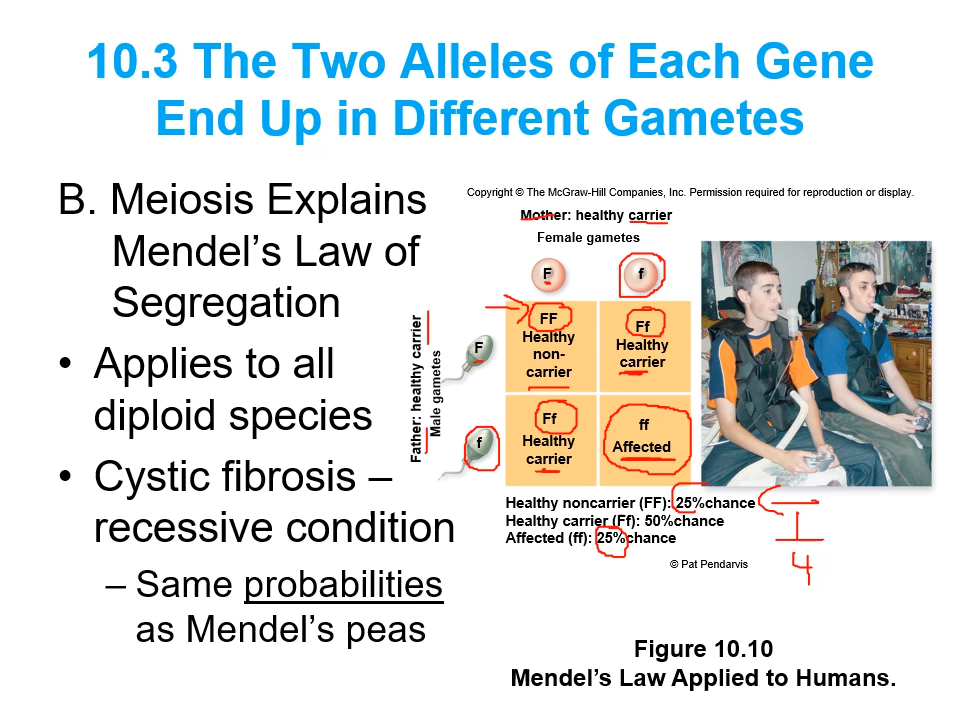 10.3 The Two Alleles of Each Gene
End Up in Different Gametes
B. Meiosis Explains
Mendel’s Law of
Segregation
• Applies to all
diploid species
• Cystic fibrosis –
recessive condition
– Same probabilities
as Mendel’s peas
Copyright © The McGraw-Hill Companies, Inc. Permission required for reproduction or display.
Mother: healthy carrier
Female gametes
F
f
Father: healthy carrier
Male gametes
F
FF
Healthy
non-
carrier
Ff
Healthy
carrier
f
Ff
Healthy
carrier
ff
Affected
Healthy noncarrier (FF): 25%chance
Healthy carrier (Ff): 50%chance
Affected (ff): 25%chance
1
4
© Pat Pendarvis
Figure 10.10
Mendel’s Law Applied to Humans.